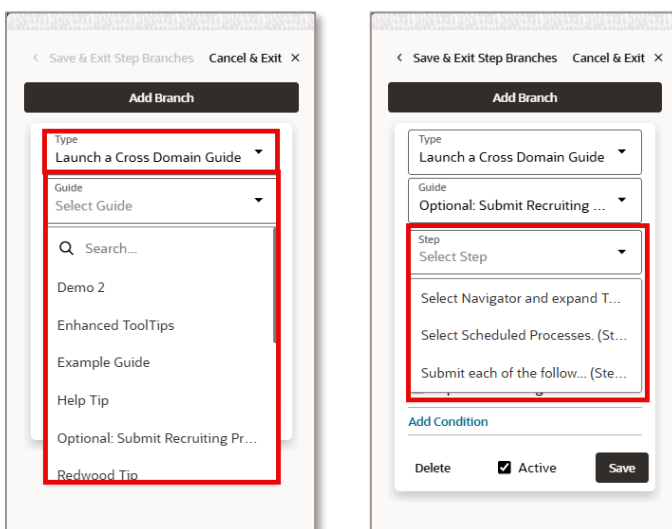 Save & Exit Step Branches Cancel & Exit ×
Add Branch
Type
Launch a Cross Domain Guide
Guide
Select Guide
Search...
Demo 2
Enhanced ToolTips
Example Guide
Help Tip
Optional: Submit Recruiting Pr...
Redwood Tip
Save & Exit Step Branches Cancel & Exit ×
Add Branch
Type
Launch a Cross Domain Guide
Guide
Optional: Submit Recruiting ...
Step
Select Step
Select Navigator and expand T...
Select Scheduled Processes. (St...
Submit each of the follow... (Ste...
Add Condition
Delete Active Save